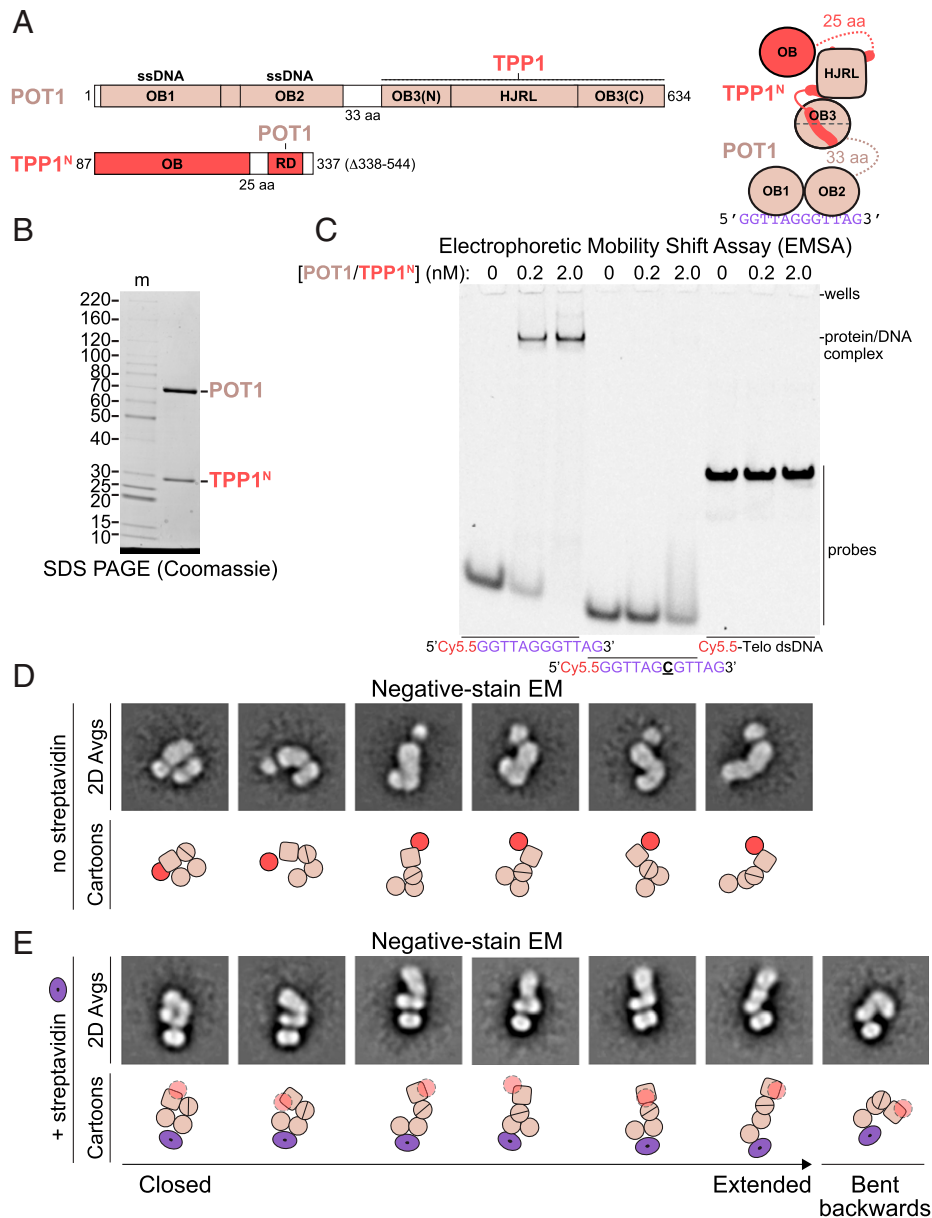 A
ssDNA
ssDNA
TPP1
POT1
1
OB1
OB2
OB3(N)
HJRL
OB3(C)
634
33 aa
POT1
TPP1ᴺ
87
OB
RD
337 (Δ338-544)
25 aa
25 aa
OB
HJRL
TPP1ᴺ
OB3
POT1
33 aa
OB1
OB2
5'GGTTAGGGTTAG3'
B
m
220
160
120
100
80
70
60
50
40
30
25
20
15
10
POT1
TPP1ᴺ
SDS PAGE (Coomassie)
C
Electrophoretic Mobility Shift Assay (EMSA)
[POT1/TPP1ᴺ] (nM): 0 0.2 2.0 0 0.2 2.0 0 0.2 2.0
wells
protein/DNA
complex
probes
5'Cy5.5GGTTAGGGTTAG3'
Cy5.5-Telo dsDNA
5'Cy5.5GGTTAGCGTTAG3'
D
Negative-stain EM
no streptavidin
2D Avgs
Cartoons
E
Negative-stain EM
+ streptavidin
2D Avgs
Cartoons
Closed
Extended
Bent
backwards